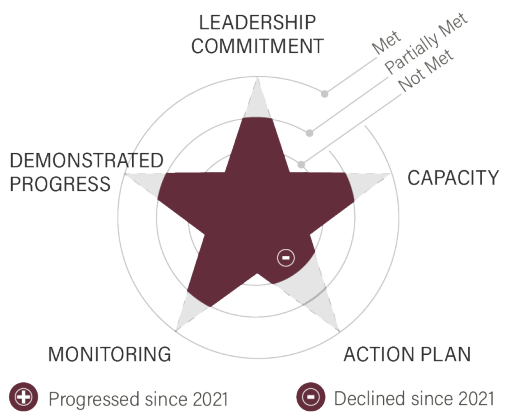 LEADERSHIP
COMMITMENT
Met
Partially Met
Not Met
DEMONSTRATED
PROGRESS
CAPACITY
MONITORING
ACTION PLAN
Progressed since 2021
Declined since 2021